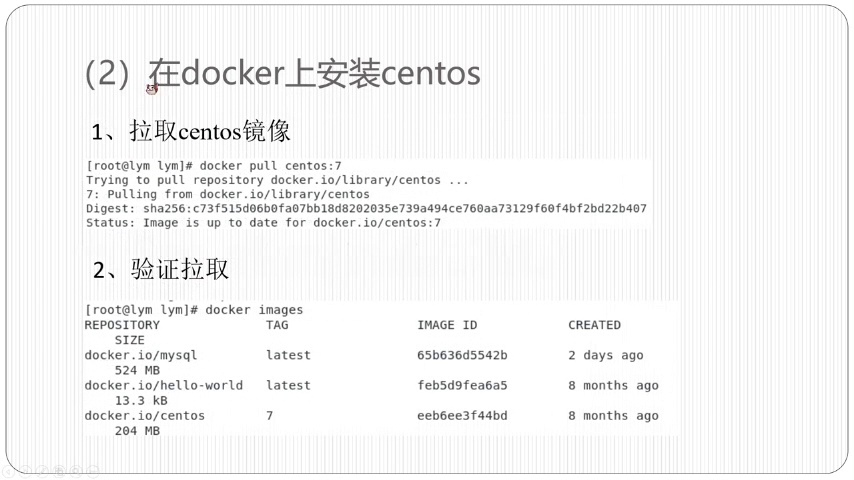 （2）在docker上安装centos
1、拉取centos镜像
[root@lym lym]# docker pull centos:7
Trying to pull repository docker.io/library/centos ...
7: Pulling from docker.io/library/centos
Digest: sha256:c73f515d06b0fa07bb18d8202035e739a494ce760aa73129f60f4bf2bd22b407
Status: Image is up to date for docker.io/centos:7
2、验证拉取
[root@lym lym]# docker images
REPOSITORY TAG IMAGE ID CREATED
SIZE
docker.io/mysql latest 65b636d5542b 2 days ago
524 MB
docker.io/hello-world latest feb5d9fea6a5 8 months ago
13.3 kB
docker.io/centos 7 eeb6ee3f44bd 8 months ago
204 MB